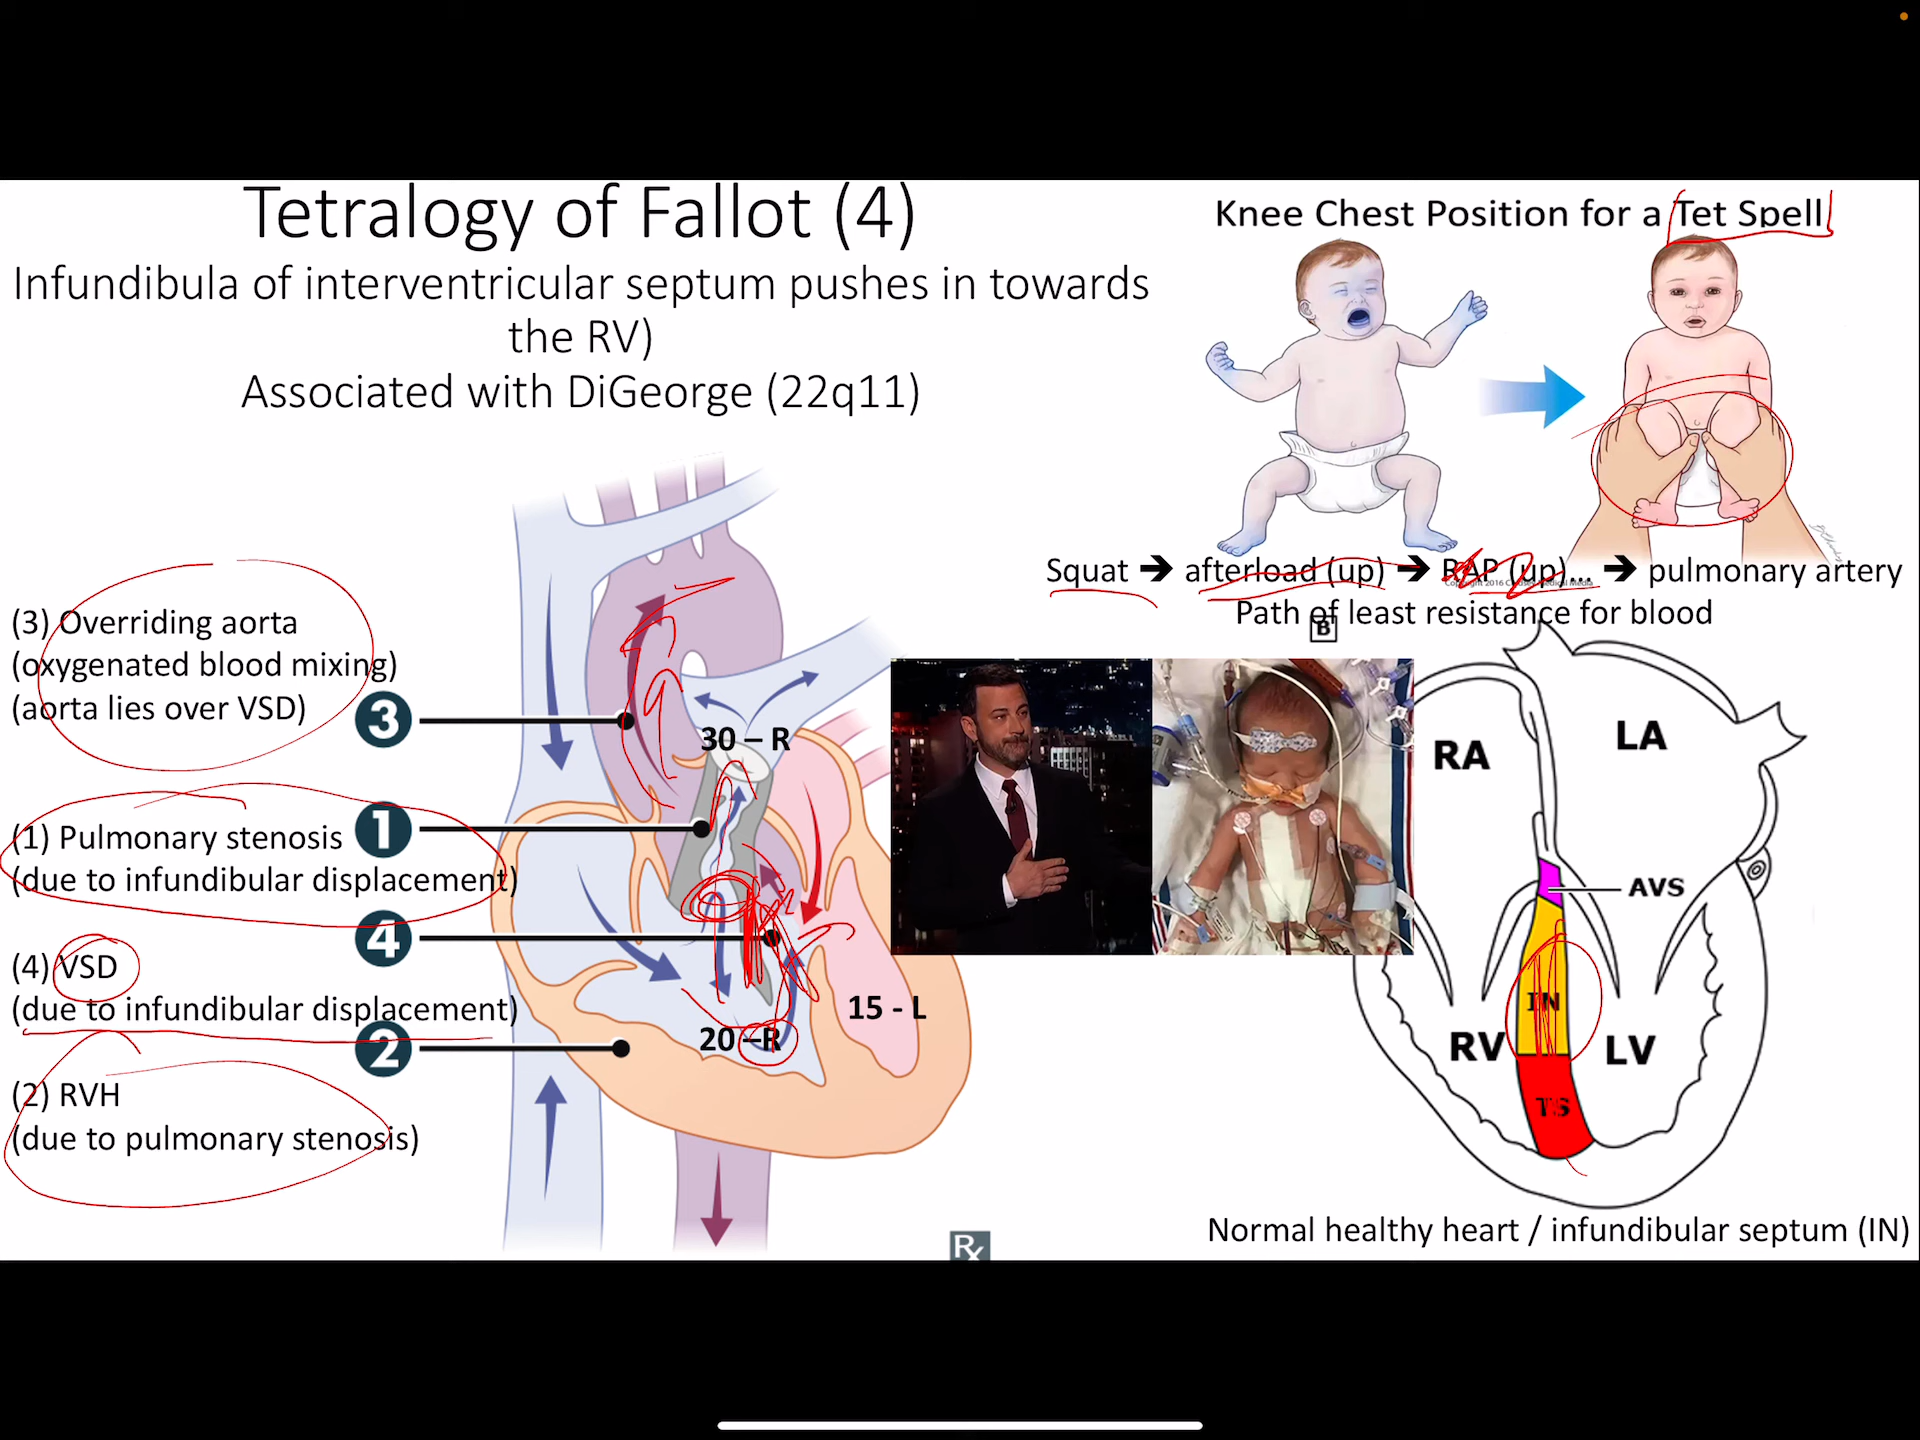 Tetralogy of Fallot (4)
Infundibula of interventricular septum pushes in towards
the RV)
Associated with DiGeorge (22q11)
Knee Chest Position for a Tet Spell
Squat → afterload (up) → RAP (up)... → pulmonary artery
Path of least resistance for blood
B
(3) Overriding aorta
(oxygenated blood mixing)
(aorta lies over VSD)
3
(1) Pulmonary stenosis
(due to infundibular displacement)
1
4
(4) VSD
(due to infundibular displacement)
2
(2) RVH
(due to pulmonary stenosis)
30 – R
20 –R
15 - L
RA
LA
AVS
IN
RV
LV
TS
Normal healthy heart / infundibular septum (IN)
Rx